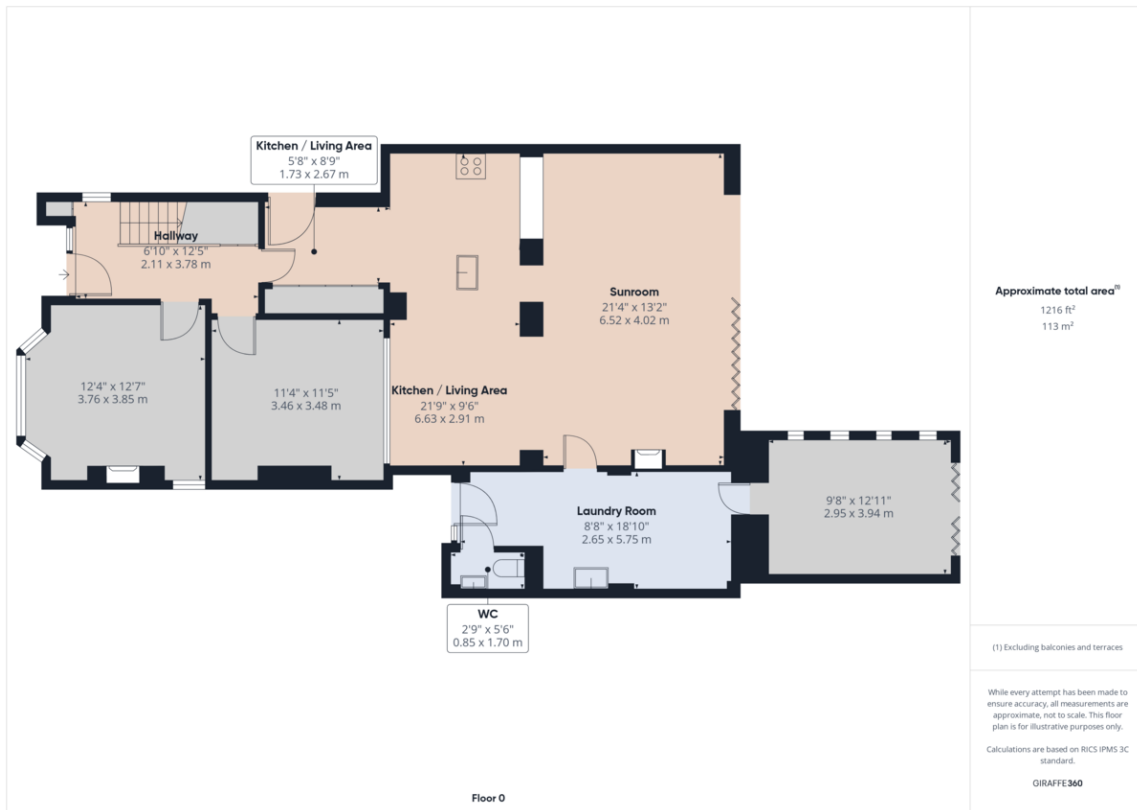 Kitchen / Living Area
5'8" x 8'9"
1.73 x 2.67 m
Hallway
6'10" x 12'5"
2.11 x 3.78 m
Sunroom
21'4" x 13'2"
6.52 x 4.02 m
12'4" x 12'7"
3.76 x 3.85 m
11'4" x 11'5"
3.46 x 3.48 m
Kitchen / Living Area
21'9" x 9'6"
6.63 x 2.91 m
Laundry Room
8'8" x 18'10"
2.65 x 5.75 m
9'8" x 12'11"
2.95 x 3.94 m
WC
2'9" x 5'6"
0.85 x 1.70 m
Floor 0
Approximate total area⁽¹⁾
1216 ft²
113 m²
(1) Excluding balconies and terraces
While every attempt has been made to
ensure accuracy, all measurements are
approximate, not to scale. This floor
plan is for illustrative purposes only.
Calculations are based on RICS IPMS 3C
standard.
GIRAFFE360